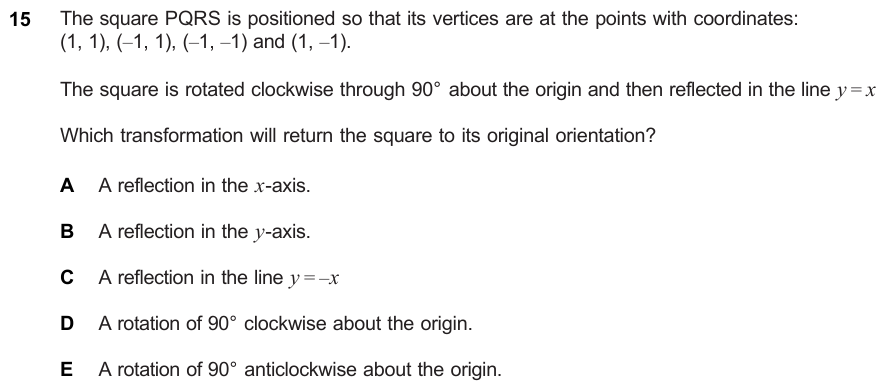 15 The square PQRS is positioned so that its vertices are at the points with coordinates:
(1, 1), (–1, 1), (–1, –1) and (1, –1).
The square is rotated clockwise through 90° about the origin and then reflected in the line y = x
Which transformation will return the square to its original orientation?
A A reflection in the x-axis.
B A reflection in the y-axis.
C A reflection in the line y = –x
D A rotation of 90° clockwise about the origin.
E A rotation of 90° anticlockwise about the origin.